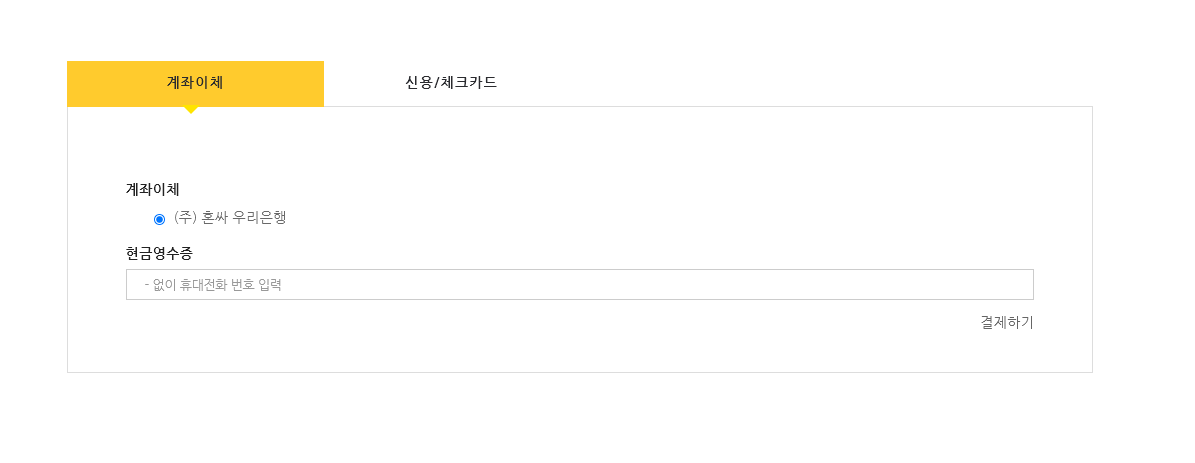 계좌이체 신용/체크카드
계좌이체
(주) 혼싸 우리은행
현금영수증
- 없이 휴대전화 번호 입력
결제하기